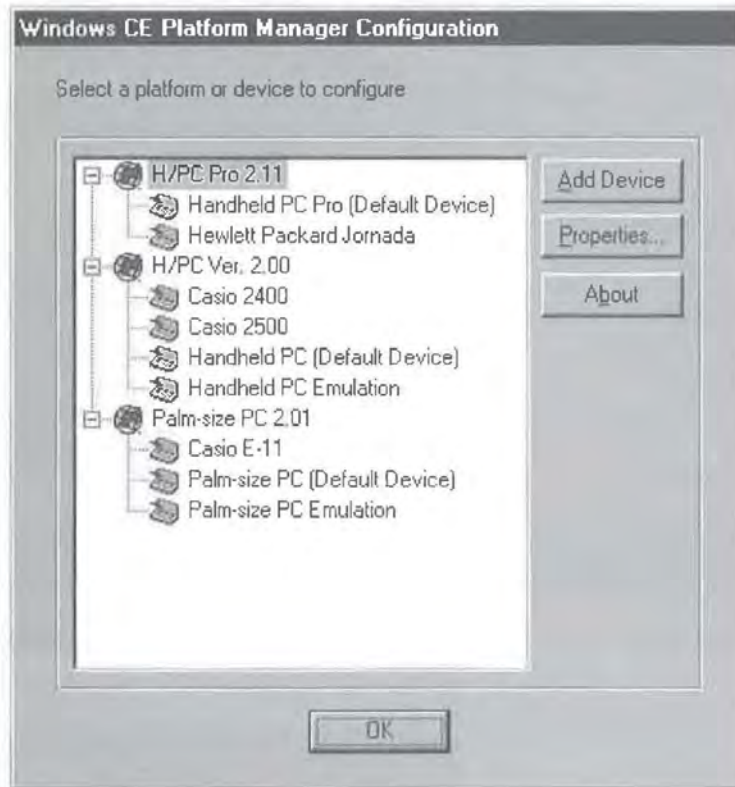 Windows CE Platform Manager Configuration
Select a platform or device to configure
H/PC Pro 2.11
Handheld PC Pro (Default Device)
Hewlett Packard Jornada
H/PC Ver. 2.00
Casio 2400
Casio 2500
Handheld PC (Default Device)
Handheld PC Emulation
Palm-size PC 2.01
Casio E-11
Palm-size PC (Default Device)
Palm-size PC Emulation
Add Device
Properties...
About
OK